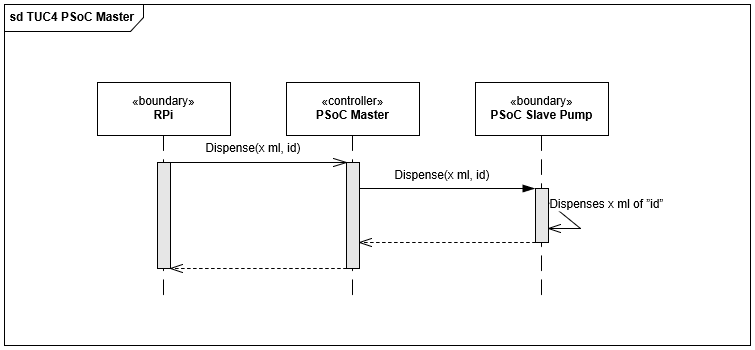 sd TUC4 PSoC Master
«boundary»
RPi
«controller»
PSoC Master
«boundary»
PSoC Slave Pump
Dispense(x ml, id)
Dispense(x ml, id)
Dispenses x ml of "id"